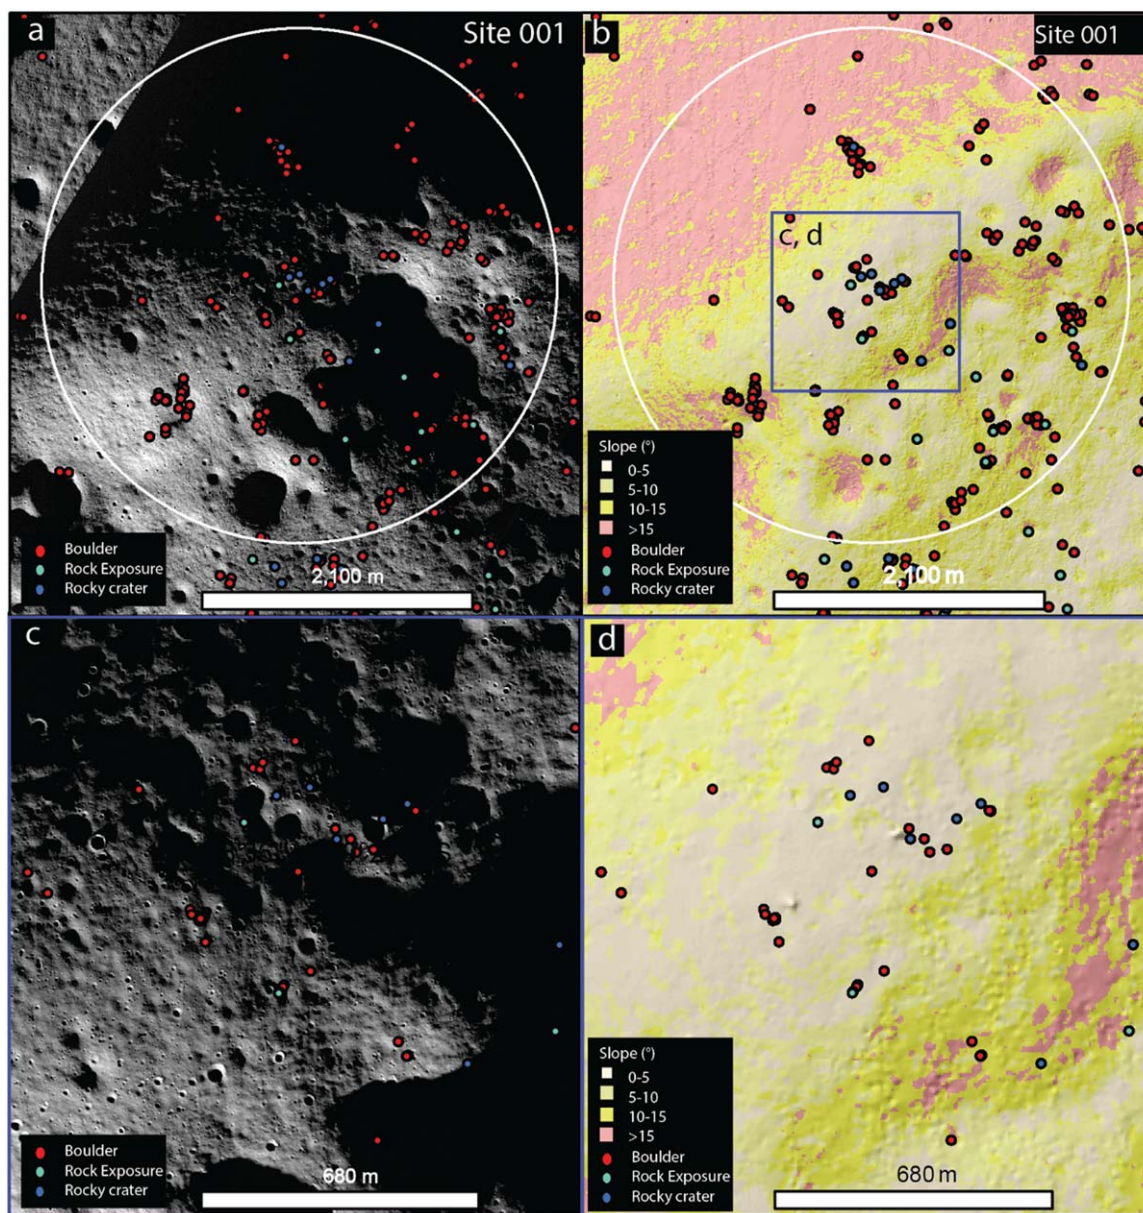 a
Site 001
Boulder
Rock Exposure
Rocky crater
2,100 m
b
Site 001
c, d
Slope (°)
0-5
5-10
10-15
>15
Boulder
Rock Exposure
Rocky crater
2,100 m
c
Boulder
Rock Exposure
Rocky crater
680 m
d
Slope (°)
0-5
5-10
10-15
>15
Boulder
Rock Exposure
Rocky crater
680 m